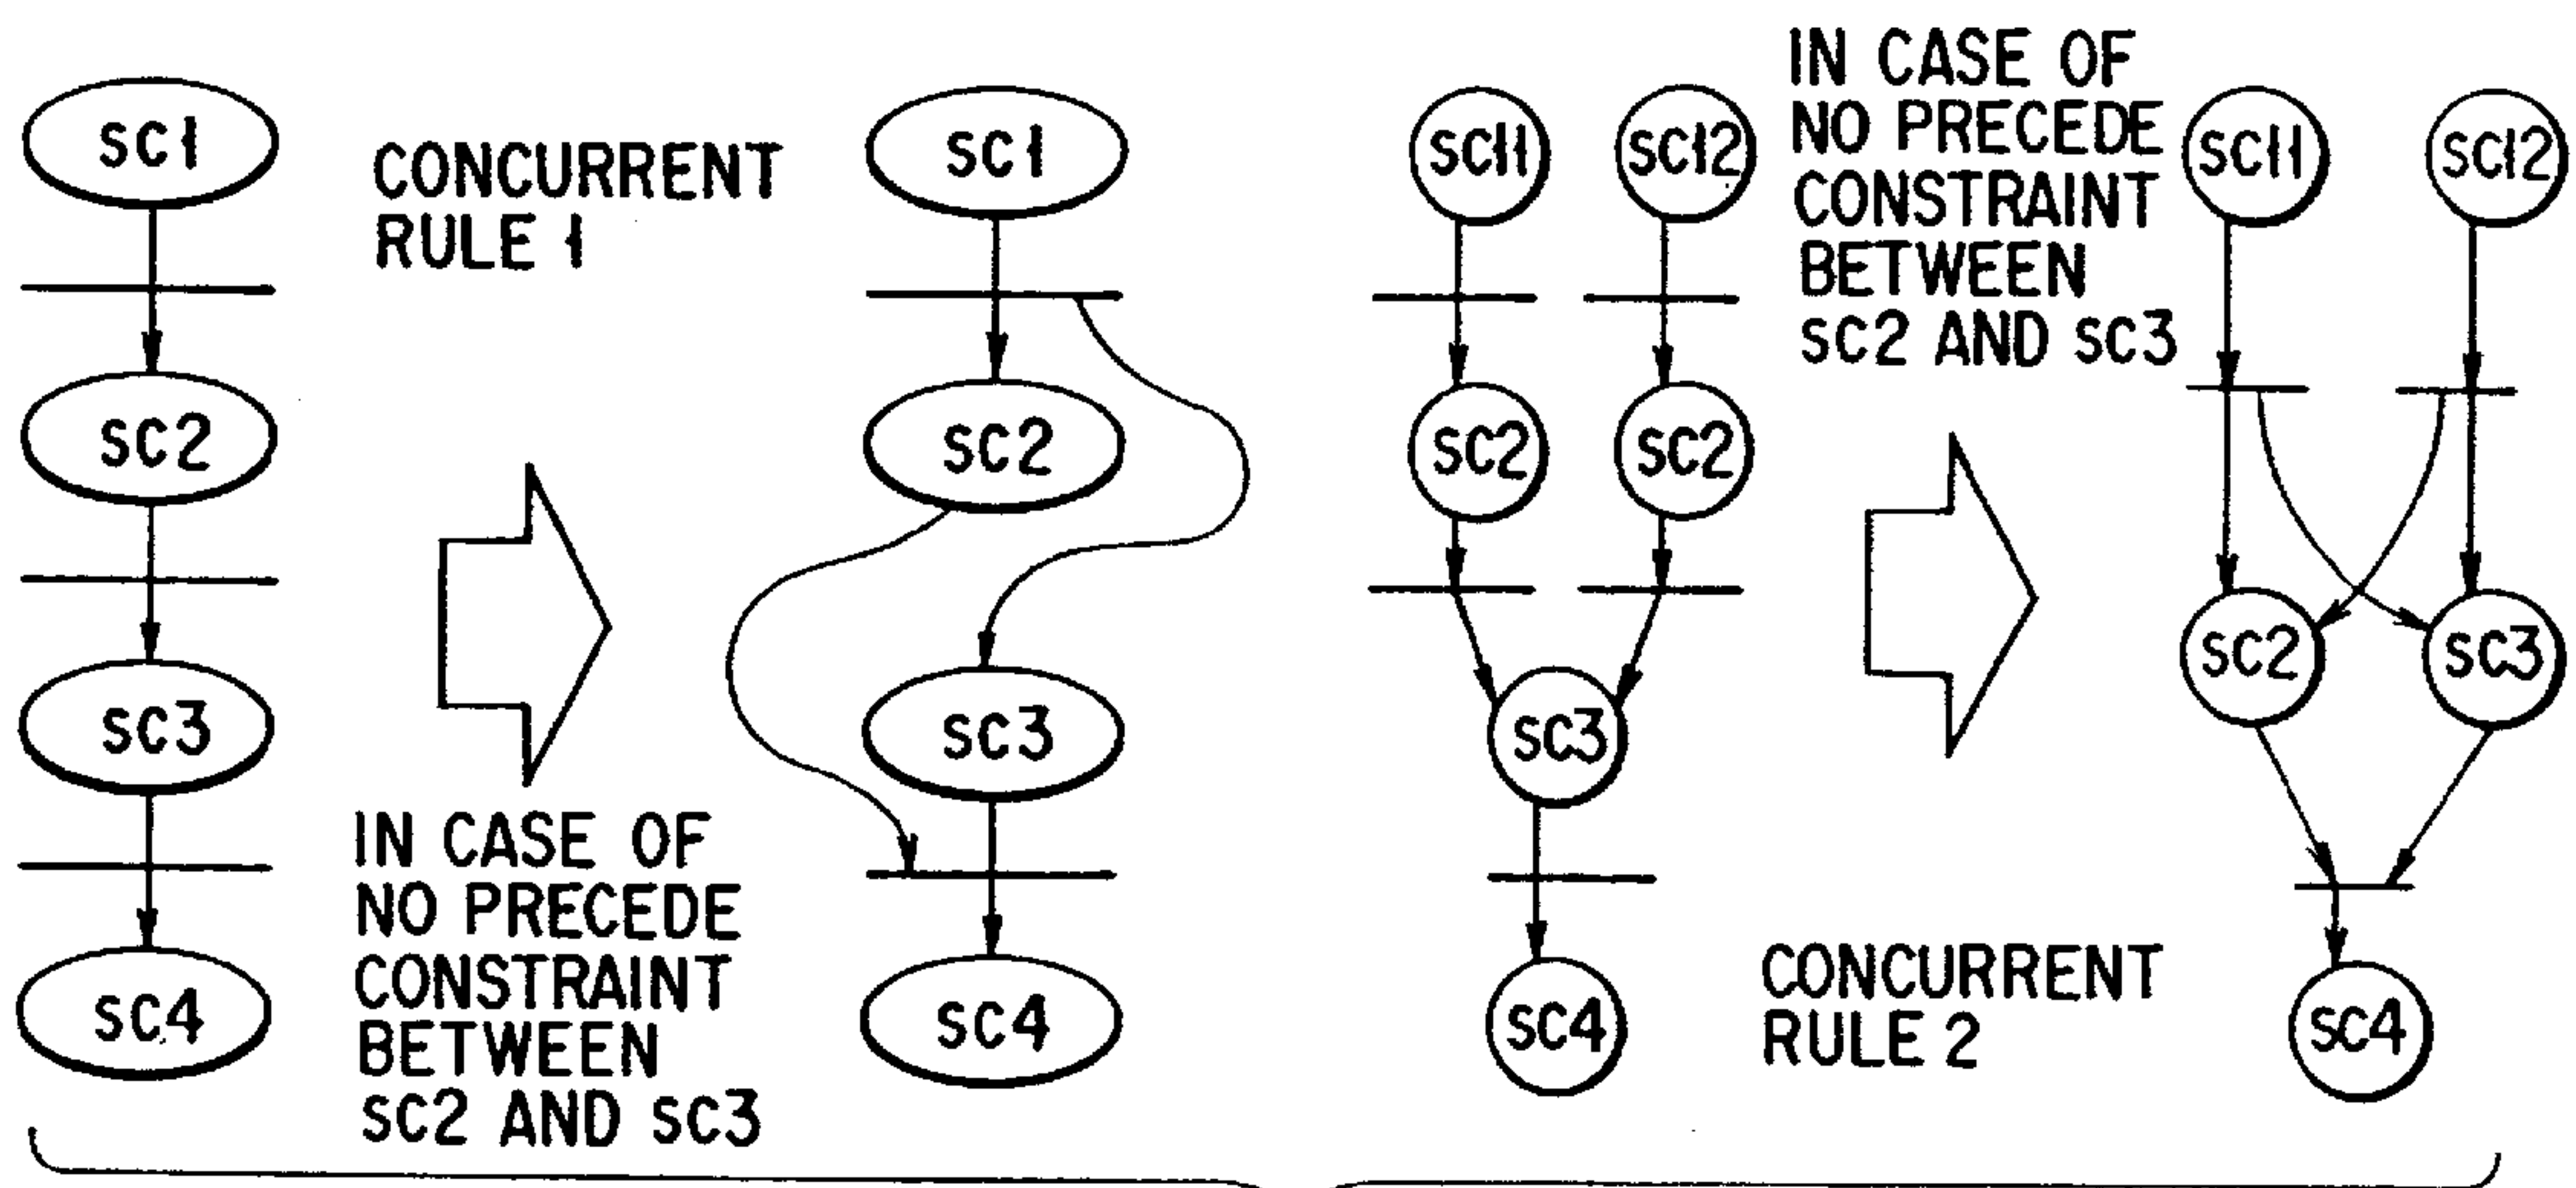 sc1
sc2
sc3
sc4
CONCURRENT
RULE 1
IN CASE OF
NO PRECEDE
CONSTRAINT
BETWEEN
sc2 AND sc3
sc1
sc2
sc3
sc4
sc11
sc12
sc2
sc2
sc3
sc4
IN CASE OF
NO PRECEDE
CONSTRAINT
BETWEEN
sc2 AND sc3
CONCURRENT
RULE 2
sc11
sc12
sc2
sc3
sc4